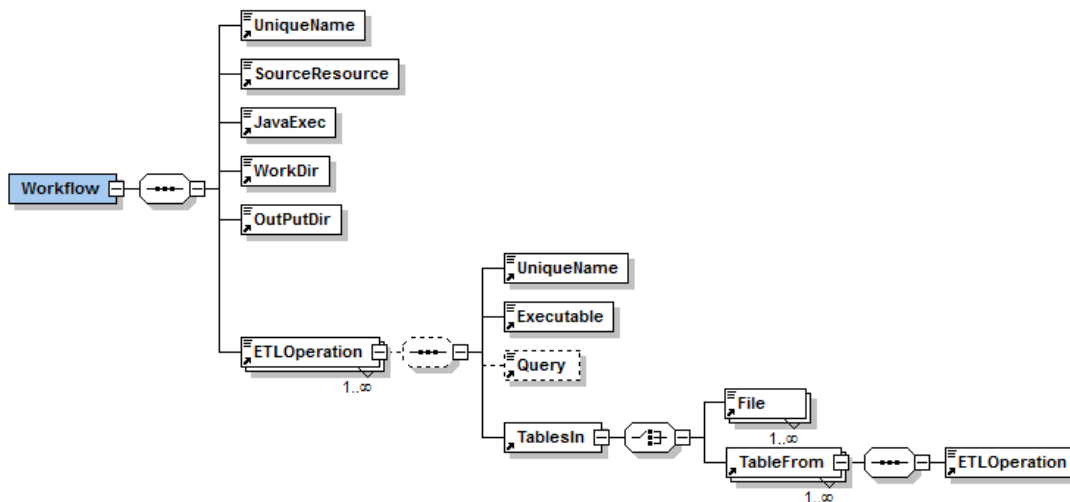 UniqueName
SourceResource
JavaExec
WorkDir
Workflow
OutPutDir
UniqueName
Executable
ETLOperation
1..∞
Query
File
1..∞
TablesIn
TableFrom
1..∞
ETLOperation